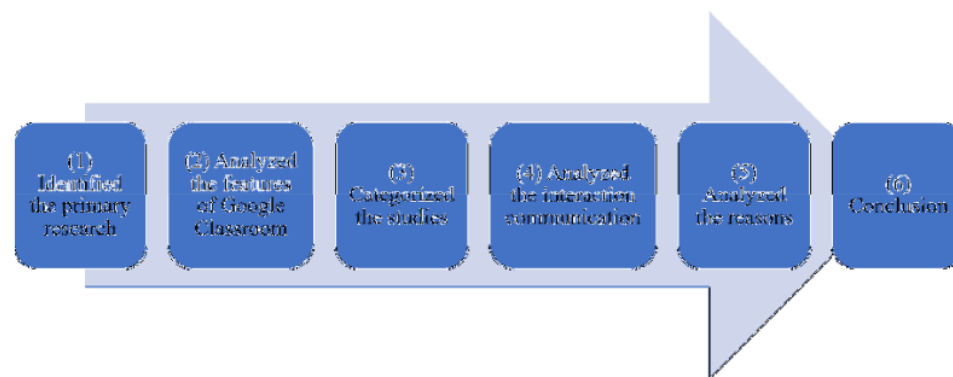 (1)
Identified
the primary
research
(2) Analyzed
the features
of Google
Classroom
(3)
Categorized
the studies
(4) Analyzed
the interaction
communication
(5)
Analyzed
the reasons
(6)
Conclusion